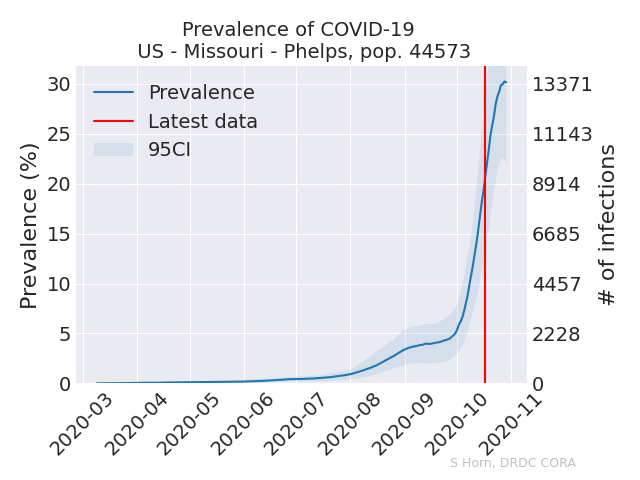 Prevalence of COVID-19
US - Missouri - Phelps, pop. 44573
Prevalence (%)
30
25
20
15
10
5
0
Prevalence
Latest data
95CI
13371
11143
8914
6685
4457
2228
0
# of infections
2020-03
2020-04
2020-05
2020-06
2020-07
2020-08
2020-09
2020-10
2020-11
S Horn, DRDC CORA